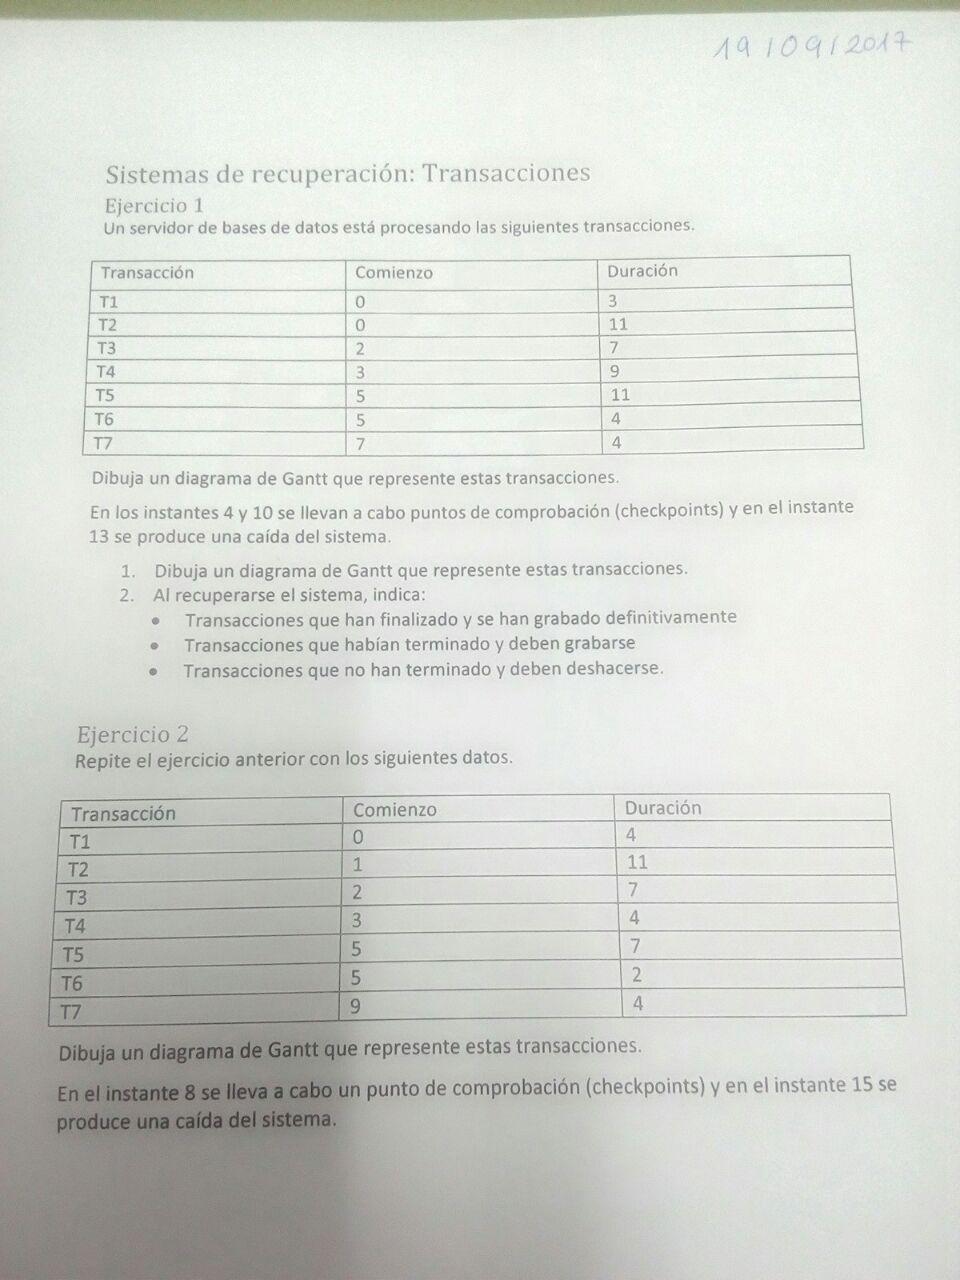 19/09/2017
Sistemas de recuperación: Transacciones
Ejercicio 1
Un servidor de bases de datos está procesando las siguientes transacciones.
Transacción Comienzo Duración
T1 0 3
T2 0 11
T3 2 7
T4 3 9
T5 5 11
T6 5 4
T7 7 4
Dibuja un diagrama de Gantt que represente estas transacciones.
En los instantes 4 y 10 se llevan a cabo puntos de comprobación (checkpoints) y en el instante
13 se produce una caída del sistema.
1. Dibuja un diagrama de Gantt que represente estas transacciones.
2. Al recuperarse el sistema, indica:
• Transacciones que han finalizado y se han grabado definitivamente
• Transacciones que habían terminado y deben grabarse
• Transacciones que no han terminado y deben deshacerse.
Ejercicio 2
Repite el ejercicio anterior con los siguientes datos.
Transacción Comienzo Duración
T1 0 4
T2 1 11
T3 2 7
T4 3 4
T5 5 7
T6 5 2
T7 9 4
Dibuja un diagrama de Gantt que represente estas transacciones.
En el instante 8 se lleva a cabo un punto de comprobación (checkpoints) y en el instante 15 se
produce una caída del sistema.